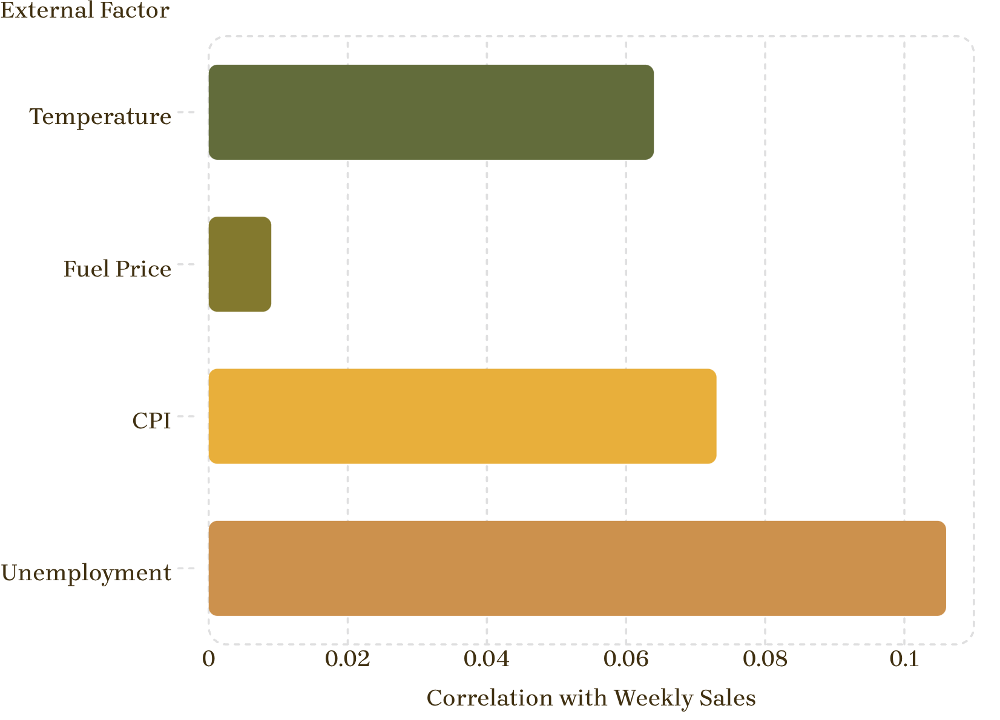 External Factor
Temperature
Fuel Price
CPI
Unemployment
0 0.02 0.04 0.06 0.08 0.1
Correlation with Weekly Sales